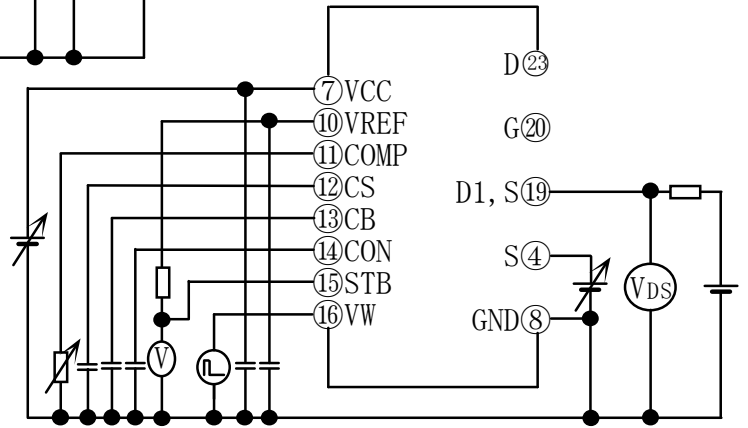 ⑦VCC
⑩VREF
⑪COMP
⑫CS
⑬CB
⑭CON
⑮STB
⑯VW
V
D㉓
G⑳
D1, S⑲
S④
GND⑧
VDS